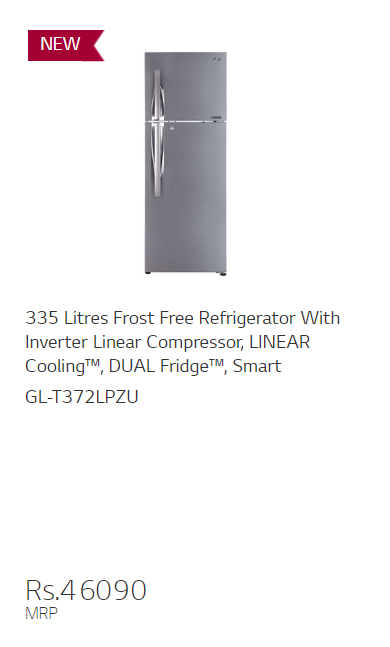 NEW
335 Litres Frost Free Refrigerator With
Inverter Linear Compressor, LINEAR
Cooling™, DUAL Fridge™, Smart
GL-T372LPZU
Rs.46090
MRP